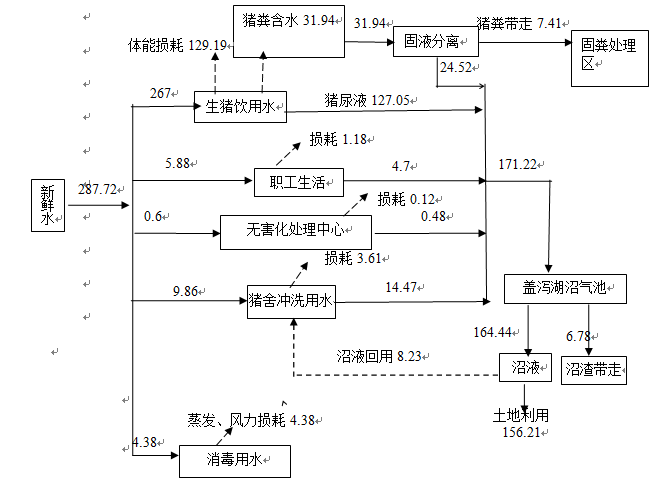 猪粪含水 31.94
31.94
猪粪带走 7.41
固液分离
固粪处理区
体能损耗 129.19
24.52
267
生猪饮用水
猪尿液 127.05
损耗 1.18
5.88
职工生活
4.7
171.22
新鲜水
287.72
损耗 0.12
0.6
无害化处理中心
0.48
损耗 3.61
9.86
猪舍冲洗用水
14.47
盖泻湖沼气池
164.44
6.78
沼液回用 8.23
沼液
沼渣带走
土地利用
156.21
蒸发、风力损耗 4.38
4.38
消毒用水